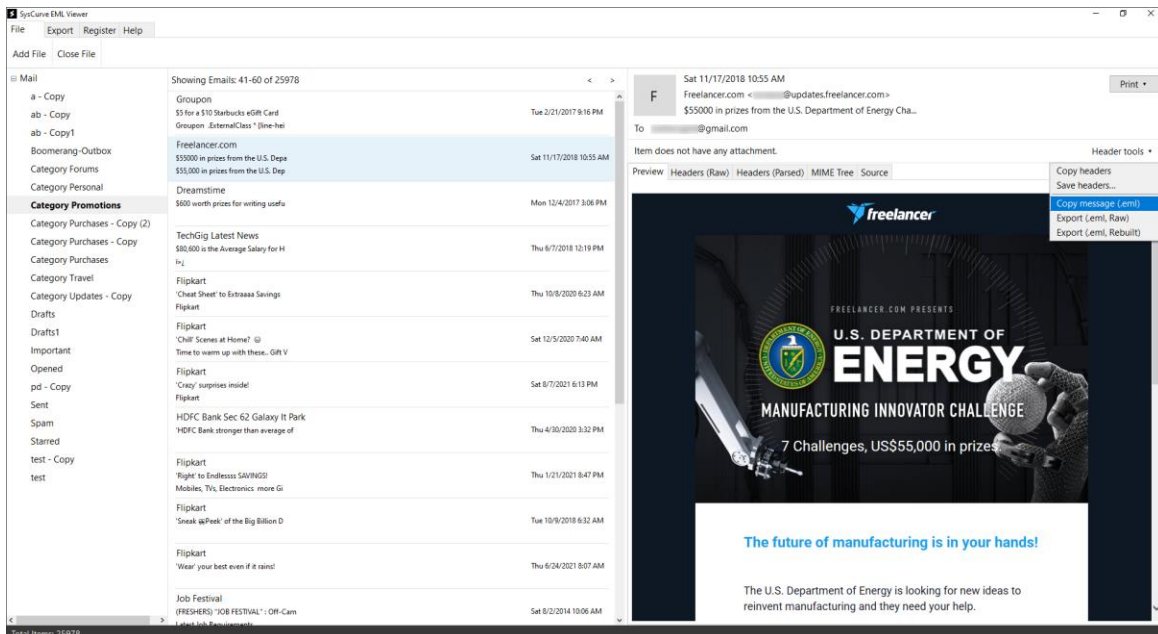 SysCurve EML Viewer
File Export Register Help
Add File Close File
Mail
a - Copy
ab - Copy
ab - Copy1
Boomerang-Outbox
Category Forums
Category Personal
Category Promotions
Category Purchases - Copy (2)
Category Purchases - Copy
Category Purchases
Category Travel
Category Updates - Copy
Drafts
Drafts1
Important
Opened
pd - Copy
Sent
Spam
Starred
test - Copy
test
Showing Emails: 41-60 of 25978 < >
Groupon
$5 for a $10 Starbucks eGift Card Tue 2/21/2017 9:16 PM
Groupon .ExternalClass * {line-hei
Freelancer.com
$55000 in prizes from the U.S. Depa Sat 11/17/2018 10:55 AM
$55,000 in prizes from the U.S. Dep
Dreamstime
$600 worth prizes for writing usefu Mon 12/4/2017 3:06 PM
TechGig Latest News
$80,600 is the Average Salary for H Thu 6/7/2018 12:19 PM
Flipkart
'Cheat Sheet' to Extraaaa Savings Thu 10/8/2020 6:23 AM
Flipkart
Flipkart
'Chill' Scenes at Home? Sat 12/5/2020 7:40 AM
Time to warm up with these.. Gift V
Flipkart
'Crazy' surprises inside! Sat 8/7/2021 6:13 PM
Flipkart
HDFC Bank Sec 62 Galaxy It Park
'HDFC Bank stronger than average of Thu 4/30/2020 3:32 PM
Flipkart
'Right' to Endlessss SAVINGS! Thu 1/21/2021 8:47 PM
Mobiles, TVs, Electronics more Gi
Flipkart
'Sneak Peek' of the Big Billion D Tue 10/9/2018 6:32 AM
Flipkart
'Wear' your best even if it rains! Thu 6/24/2021 8:07 AM
Job Festival
(FRESHERS) "JOB FESTIVAL" : Off-Cam Sat 8/2/2014 10:06 AM
Latest Job Requirements
F
Sat 11/17/2018 10:55 AM
Freelancer.com < @updates.freelancer.com>
$55000 in prizes from the U.S. Department of Energy Cha...
To @gmail.com
Print
Item does not have any attachment. Header tools
Preview Headers (Raw) Headers (Parsed) MIME Tree Source
Copy headers
Save headers...
Copy message (.eml)
Export (.eml, Raw)
Export (.eml, Rebuilt)
freelancer
FREELANCER.COM PRESENTS
U.S. DEPARTMENT OF
ENERGY
MANUFACTURING INNOVATOR CHALLENGE
7 Challenges, US$55,000 in prizes
The future of manufacturing is in your hands!
The U.S. Department of Energy is looking for new ideas to
reinvent manufacturing and they need your help.
Total Items: 25978